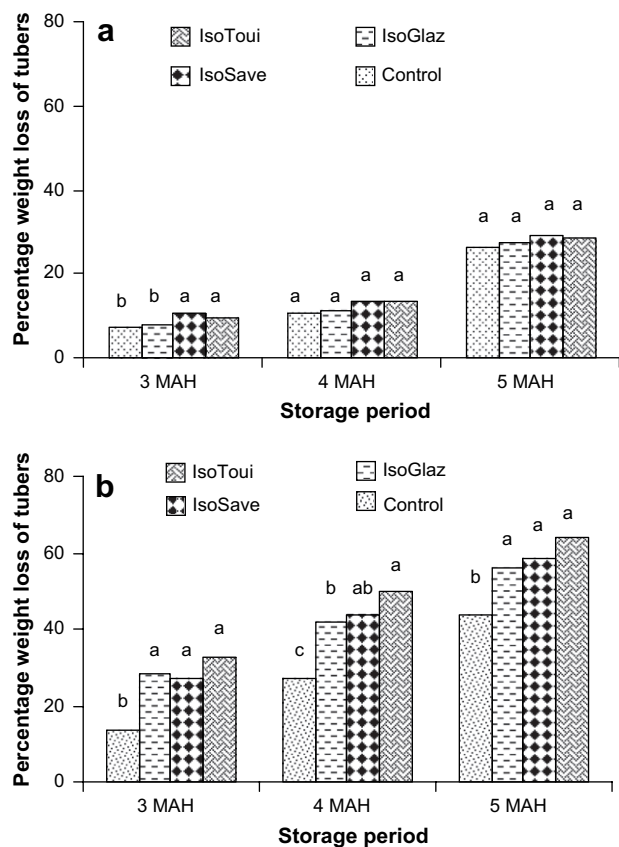 a
IsoToui IsoGlaz
IsoSave Control
Percentage weight loss of tubers
80
60
40
20
0
b b a a a a a a a a a a
3 MAH 4 MAH 5 MAH
Storage period
b
IsoToui IsoGlaz
IsoSave Control
Percentage weight loss of tubers
80
60
40
20
0
b a a a c b ab a b a a a
3 MAH 4 MAH 5 MAH
Storage period